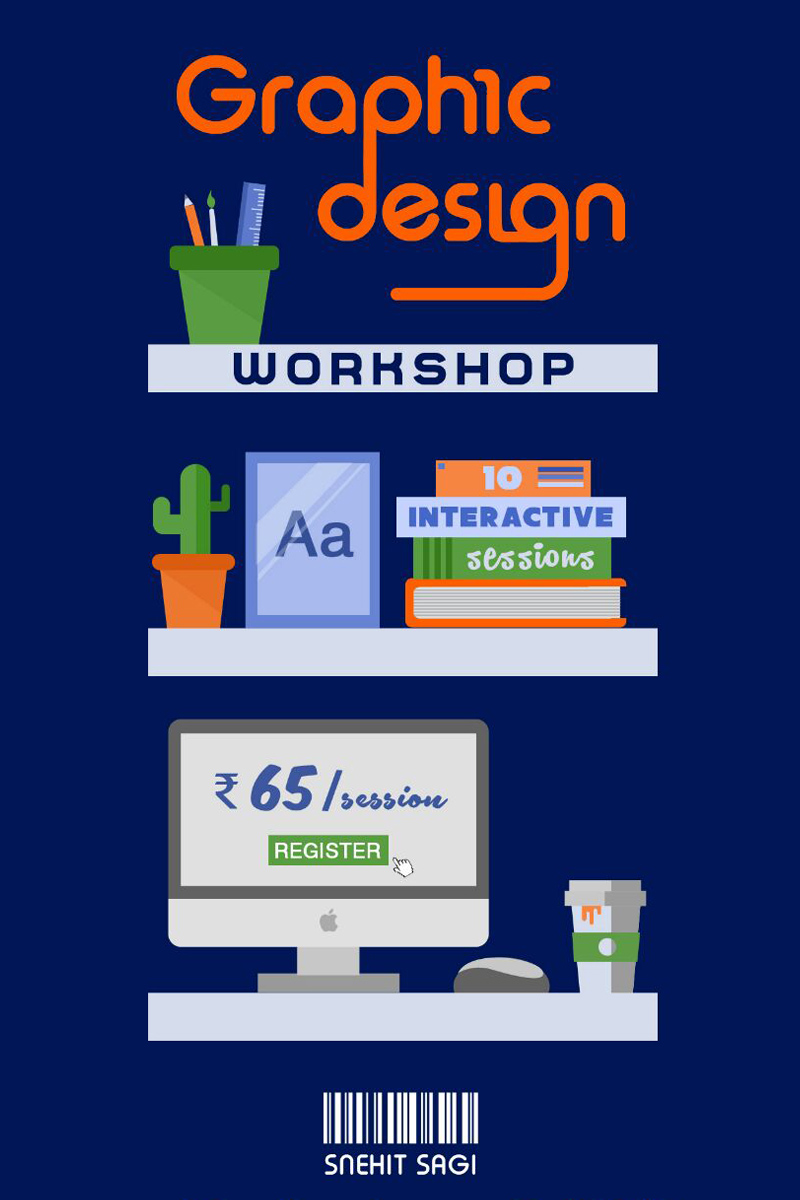 Graphic
design
WORKSHOP
Aa
10
INTERACTIVE
sessions
₹ 65/session
REGISTER
SNEHIT SAGI